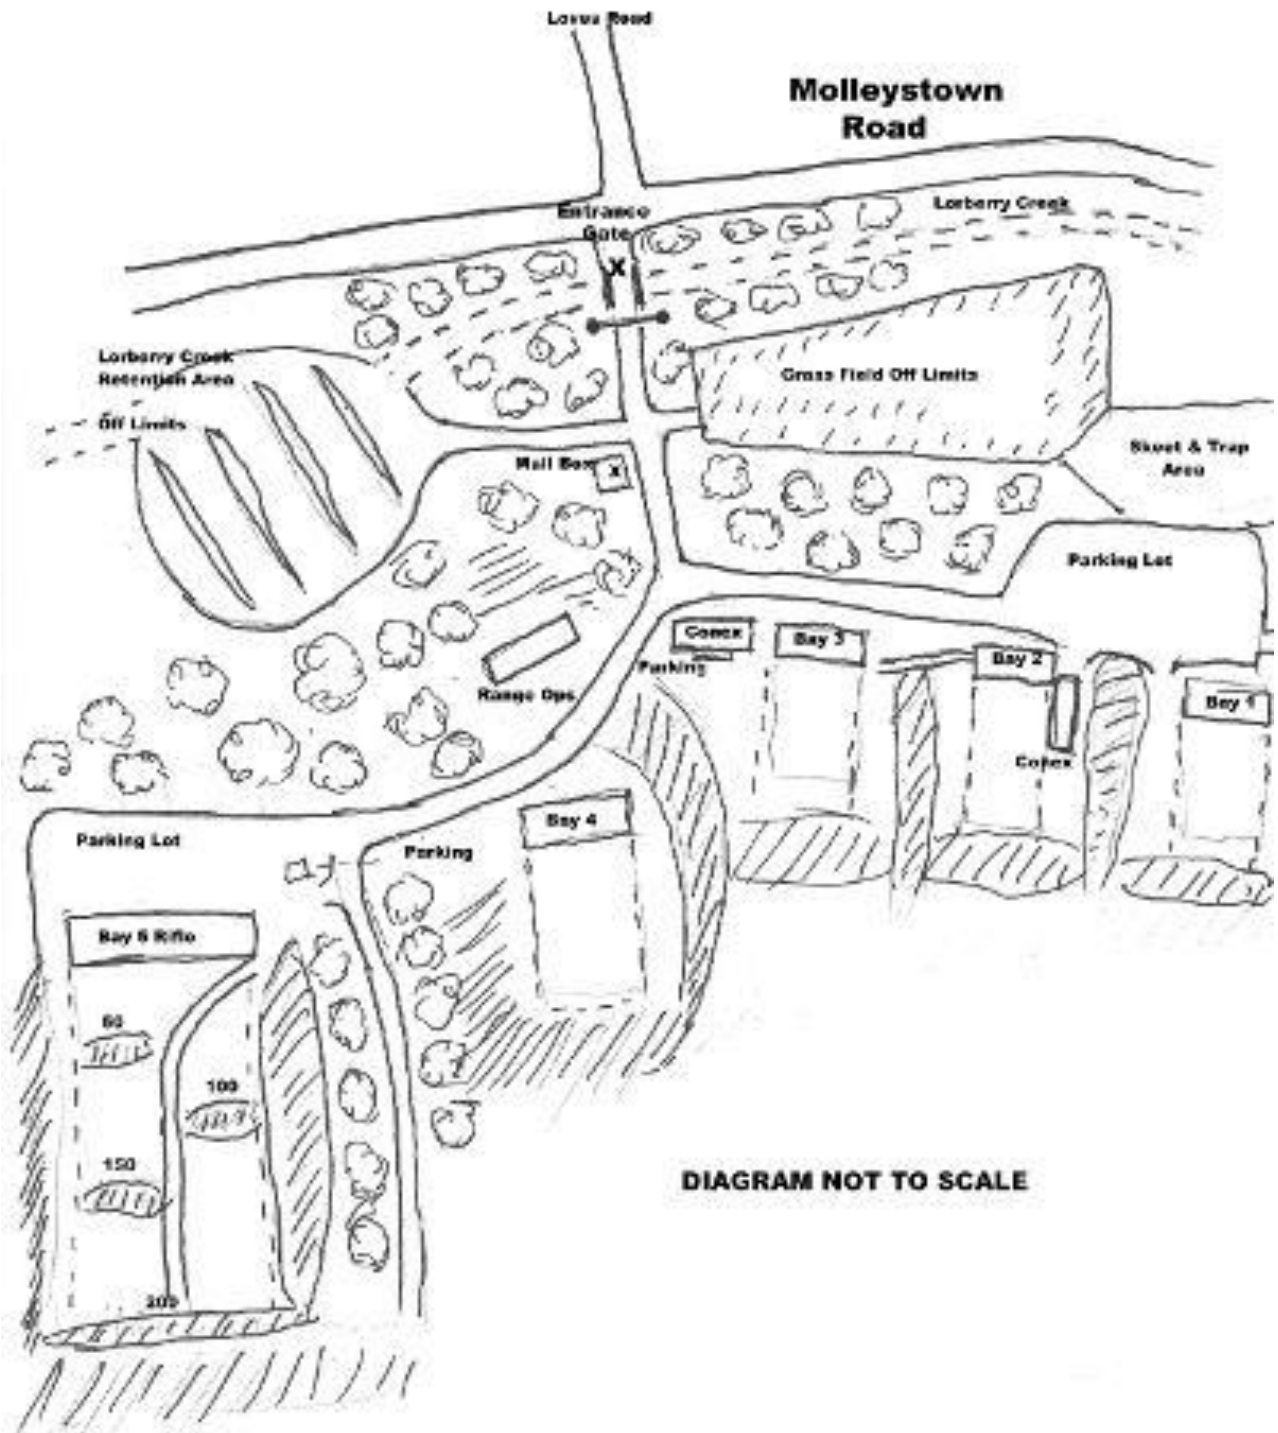 Road
Molleystown
Road
Entrance
Gate
X
Lorberry Creek
Lorberry Creek
Retention Area
Off Limits
Grass Field Off Limits
Skeet & Trap
Area
Mail Box
X
Parking Lot
Conex
Bay 3
Parking
Bay 2
Bay 1
Range Ops
Conex
Bay 4
Parking Lot
Parking
Bay 6 Rifle
100
150
200
DIAGRAM NOT TO SCALE